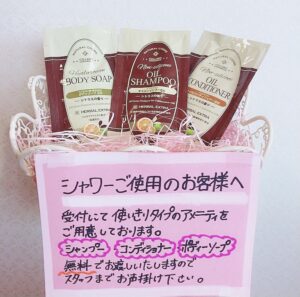 BODY SOAP
OIL SHAMPOO
OIL CONDITIONER
シャワーご使用のお客様へ
受付にて 使いきりタイプのアメニティを
ご用意しております。
シャンプー ・ コンディショナー ・ ボディーソープ
無料でお渡しいたしますので
スタッフまでお声掛け下さい。